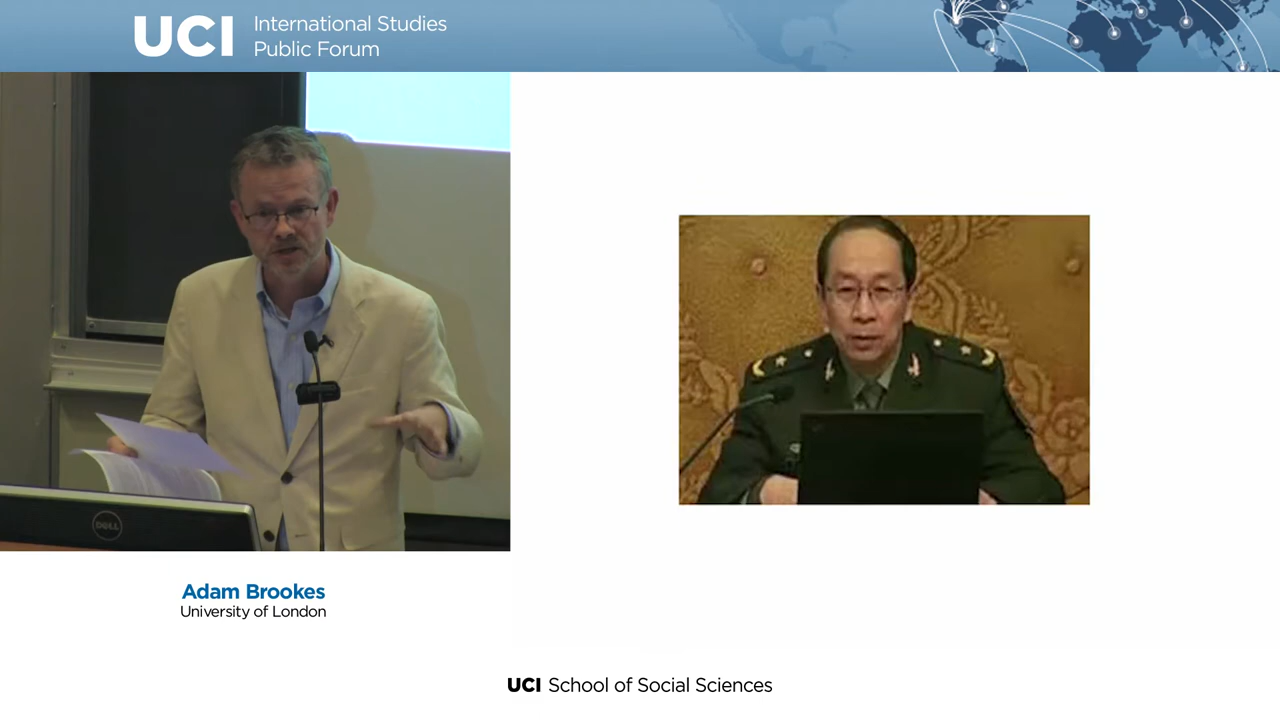 UCI
International Studies
Public Forum
DELL
Adam Brookes
University of London
UCI School of Social Sciences